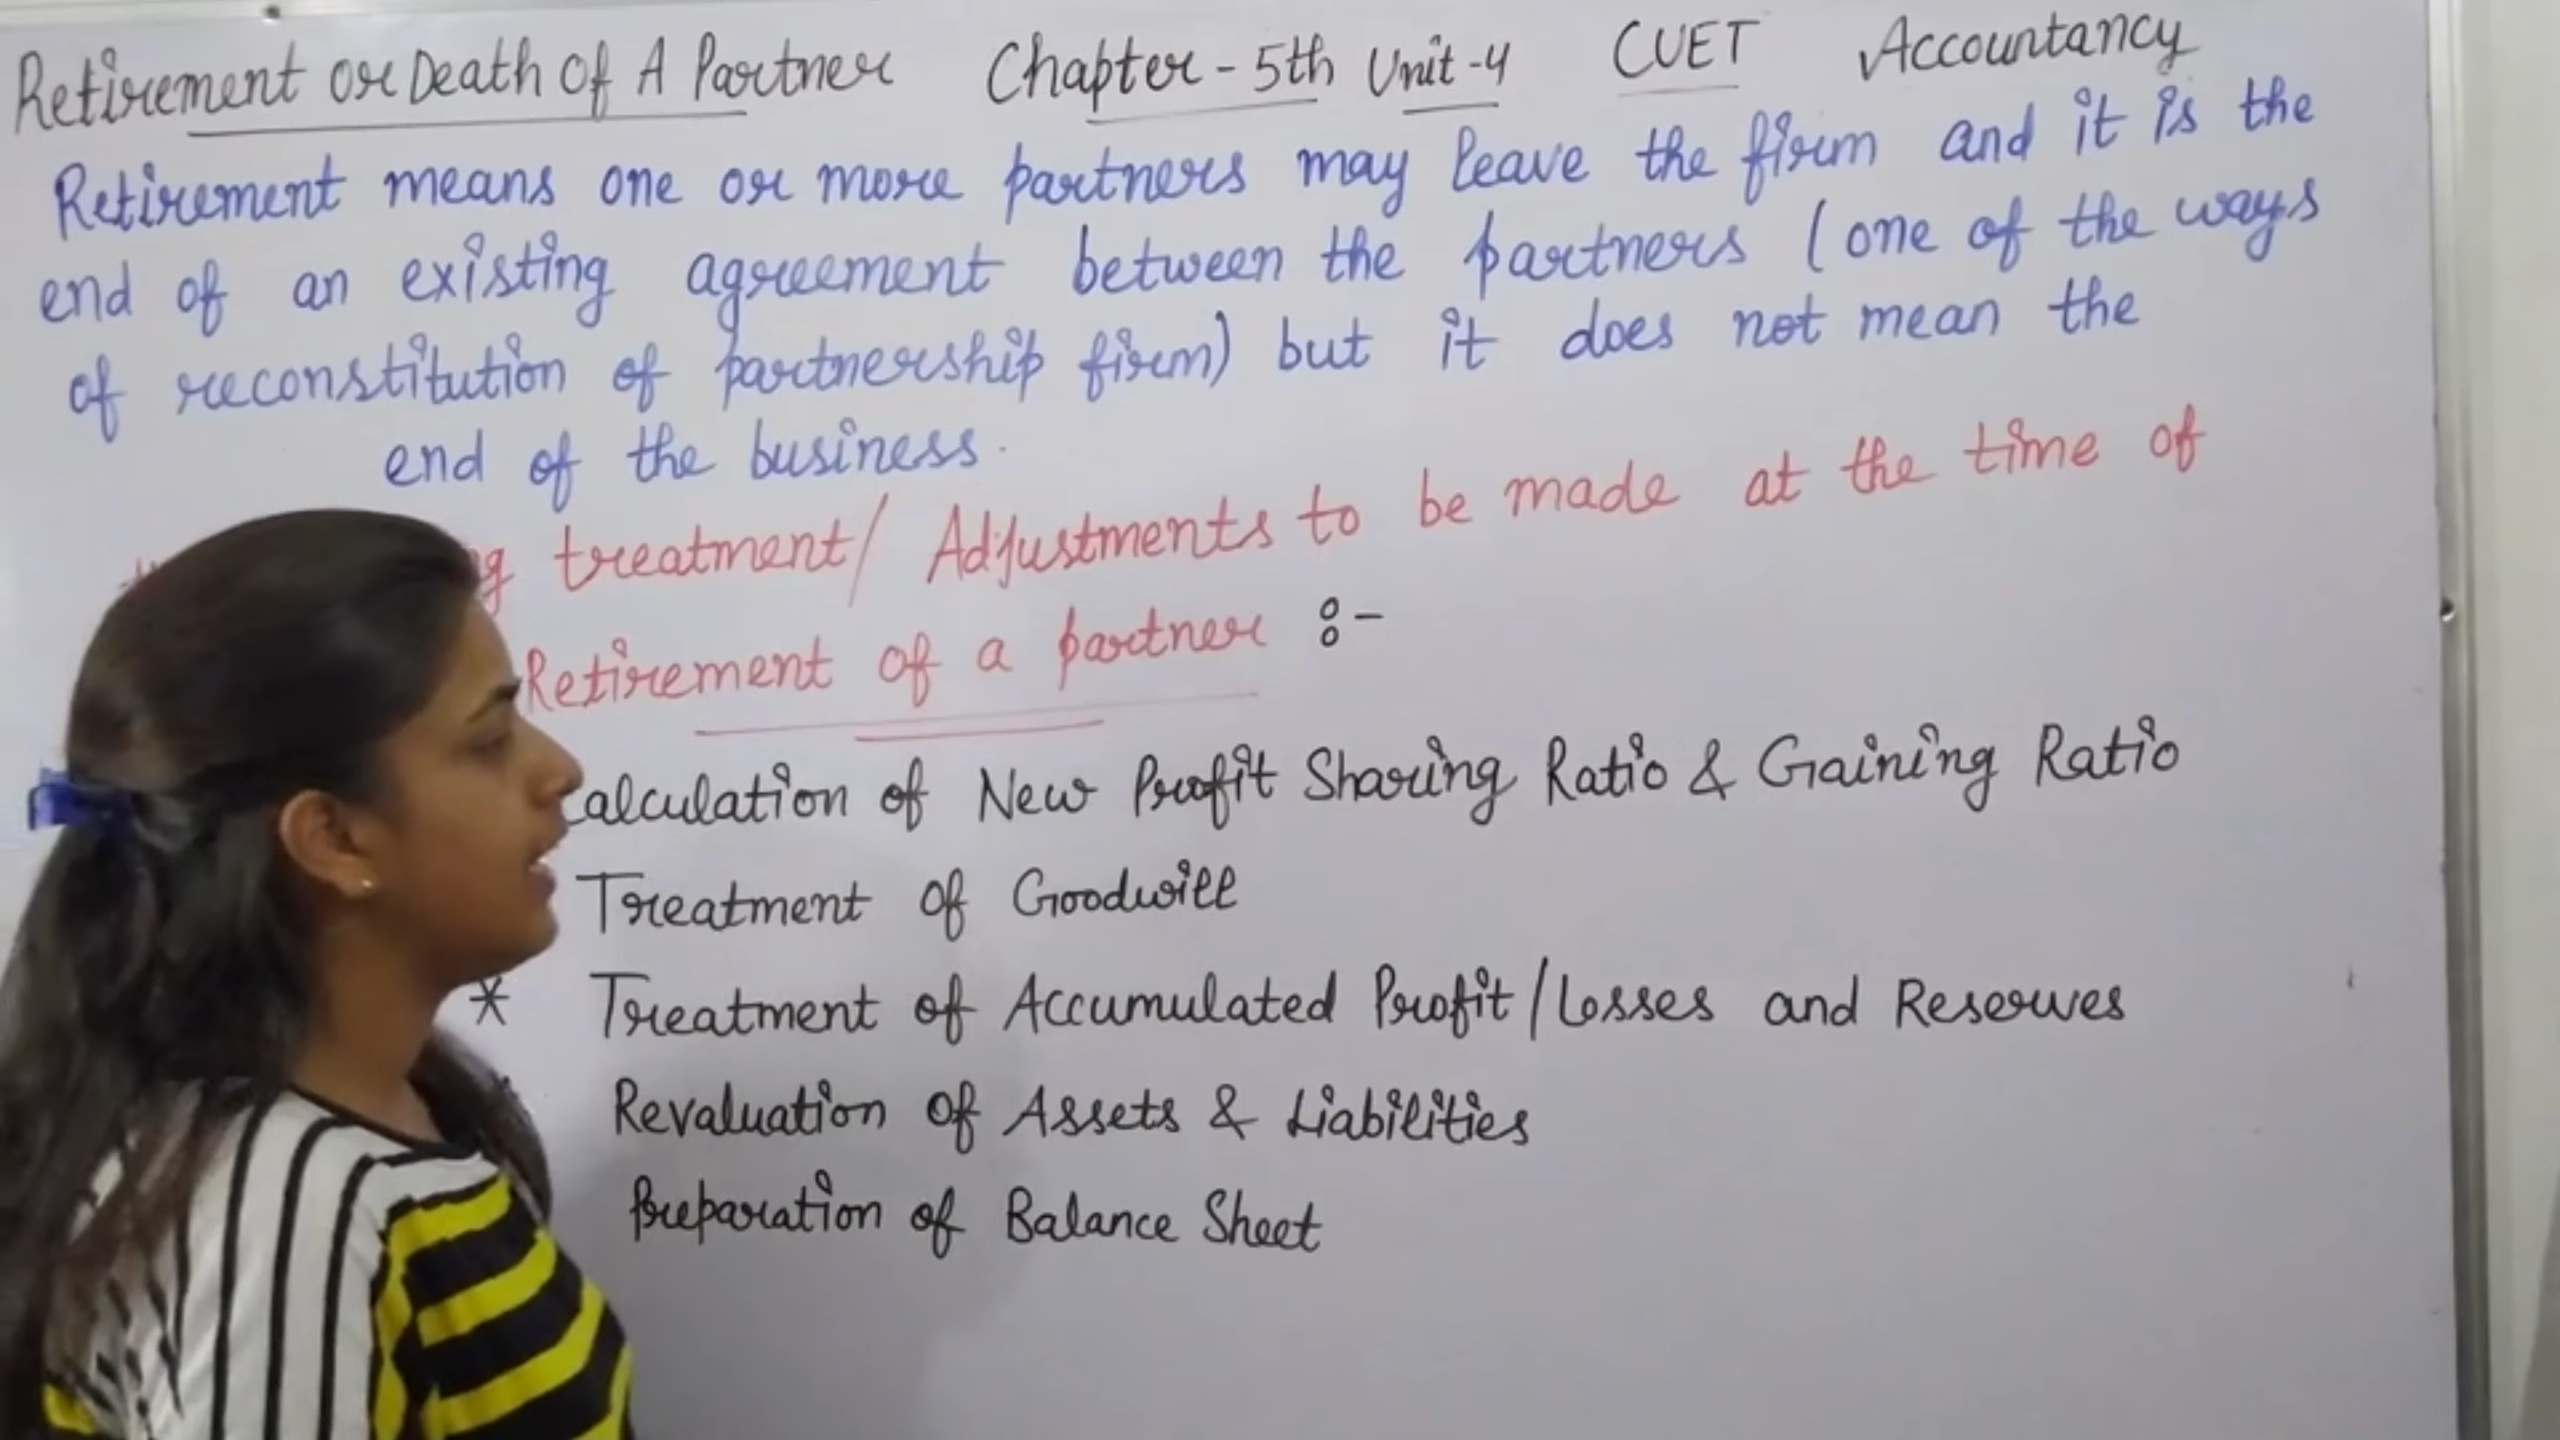 Retirement or Death Of A Partner Chapter - 5th Unit - 4 CUET Accountancy
Retirement means one or more partners may leave the firm and it is the
end of an existing agreement between the partners (one of the ways
of reconstitution of partnership firm) but it does not mean the
end of the business.
treatment / Adjustments to be made at the time of
Retirement of a partner :-
Calculation of New Profit Sharing Ratio & Gaining Ratio
Treatment of Goodwill
* Treatment of Accumulated Profit / Losses and Reserves
Revaluation of Assets & Liabilities
Preparation of Balance Sheet